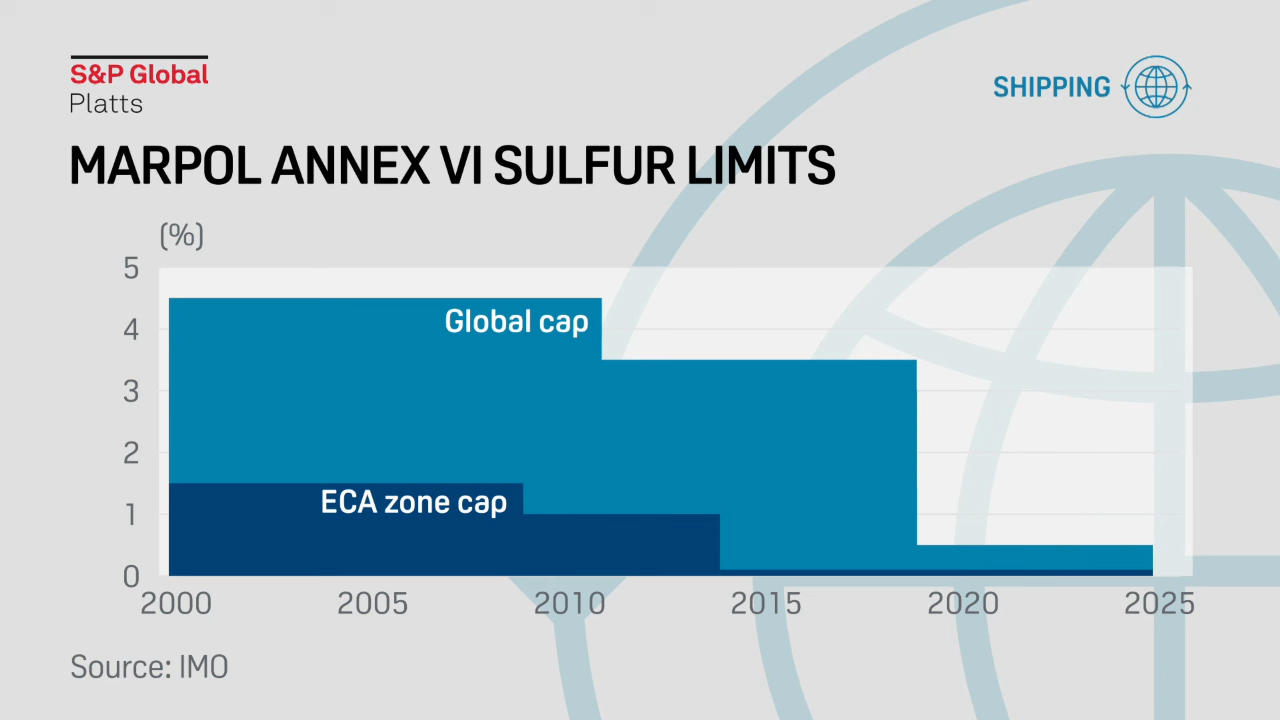 S&P Global
Platts
SHIPPING
MARPOL ANNEX VI SULFUR LIMITS
(%)
5
4
3
2
1
0
Global cap
ECA zone cap
2000 2005 2010 2015 2020 2025
Source: IMO